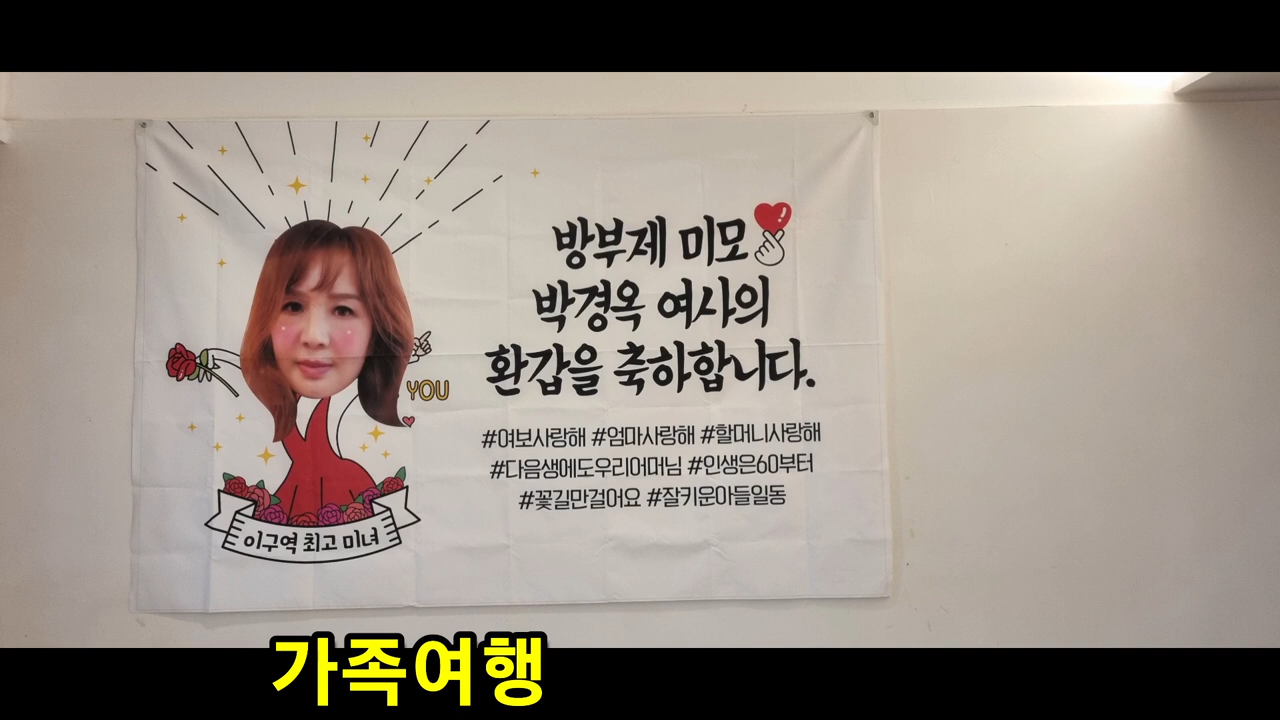 방부제 미모
박경옥 여사의
환갑을 축하합니다.
YOU
#여보사랑해 #엄마사랑해 #할머니사랑해
#다음생에도우리어머님 #인생은60부터
#꽃길만걸어요 #잘키운아들일동
이구역 최고 미녀
가족여행